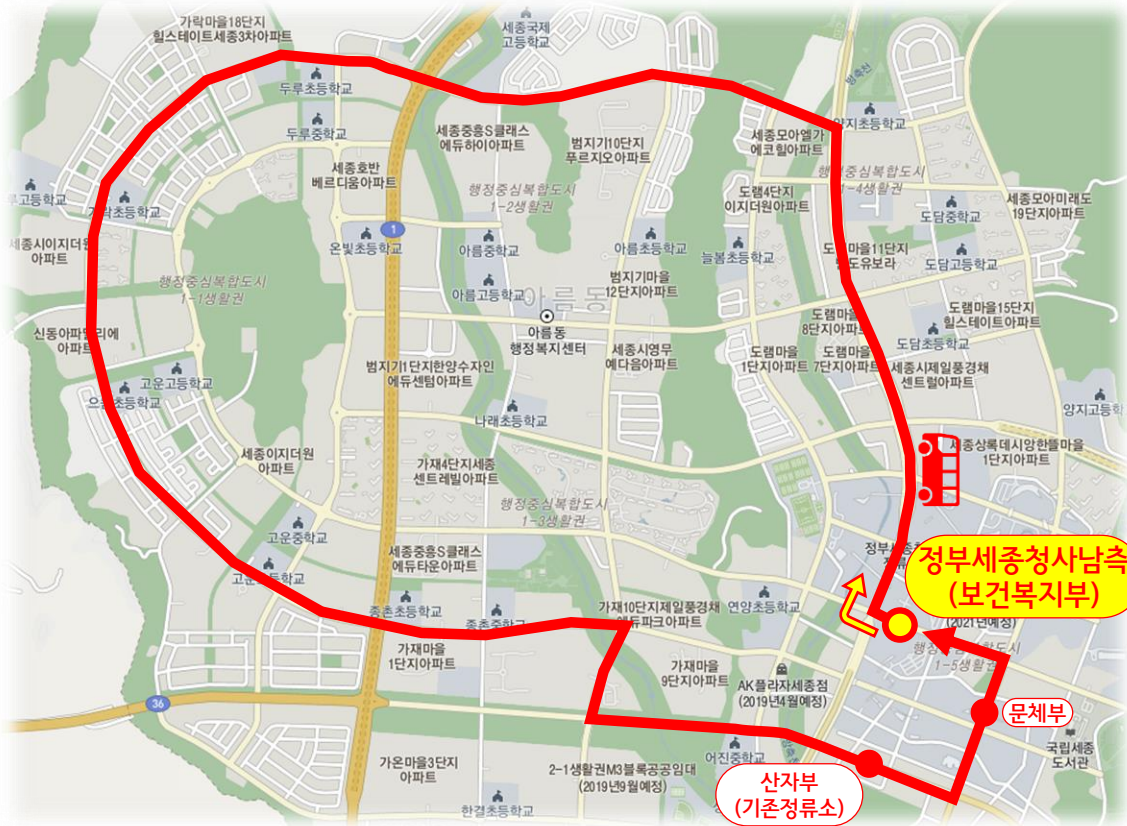 가락마을18단지
힐스테이트세종3차아파트
세종국제
고등학교
방축천
두루초등학교
양지초등학교
두루중학교
세종중흥S클래스
에듀하이아파트
범지기10단지
푸르지오아파트
세종모아엘가
에코힐아파트
세종호반
베르디움아파트
행정중심복합도시
1-2생활권
행정중심복합도시
1-4생활권
도램4단지
이지더원아파트
세종모아미래도
19단지아파트
도담중학교
가락초등학교
1
세종시이지더원
아파트
온빛초등학교
아름중학교
아름초등학교
늘봄초등학교
도램마을11단지
도담고등학교
행정중심복합도시
1-1생활권
아름고등학교
범지기마을
12단지아파트
아름동
아름동
행정복지센터
도램마을
8단지아파트
도램마을15단지
힐스테이트아파트
신동아파밀리에
아파트
도담초등학교
세종시영무
예다음아파트
도램마을
1단지아파트
도램마을
7단지아파트
세종시제일풍경채
센트럴아파트
범지기1단지한양수자인
에듀센텀아파트
고운고등학교
나래초등학교
양지고등학
세종이지더원
아파트
가재4단지세종
센트레빌아파트
세종상록데시앙한뜰마을
1단지아파트
행정중심복합도시
1-3생활권
고운중학교
세종중흥S클래스
에듀타운아파트
정부세종청사남측
(보건복지부)
(2021년예정)
연양초등학교
종촌초등학교
종촌중학교
가재10단지제일풍경채
에듀파크아파트
1-5생활권
가재마을
1단지아파트
가재마을
9단지아파트
AK플라자세종점
(2019년4월예정)
36
문체부
국립세종
도서관
어진중학교
가온마을3단지
아파트
2-1생활권M3블록공공임대
(2019년9월예정)
산자부
(기존정류소)
한결초등학교